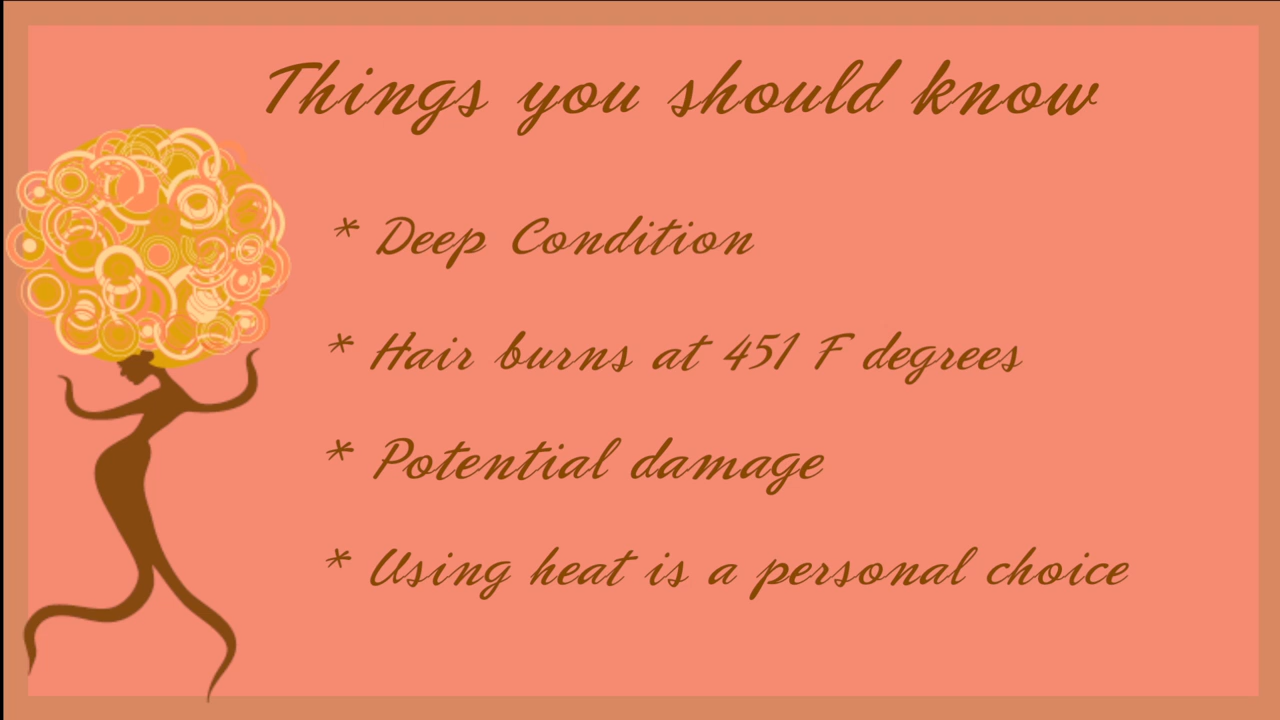 Things you should know
* Deep Condition
* Hair burns at 451 F degrees
* Potential damage
* Using heat is a personal choice